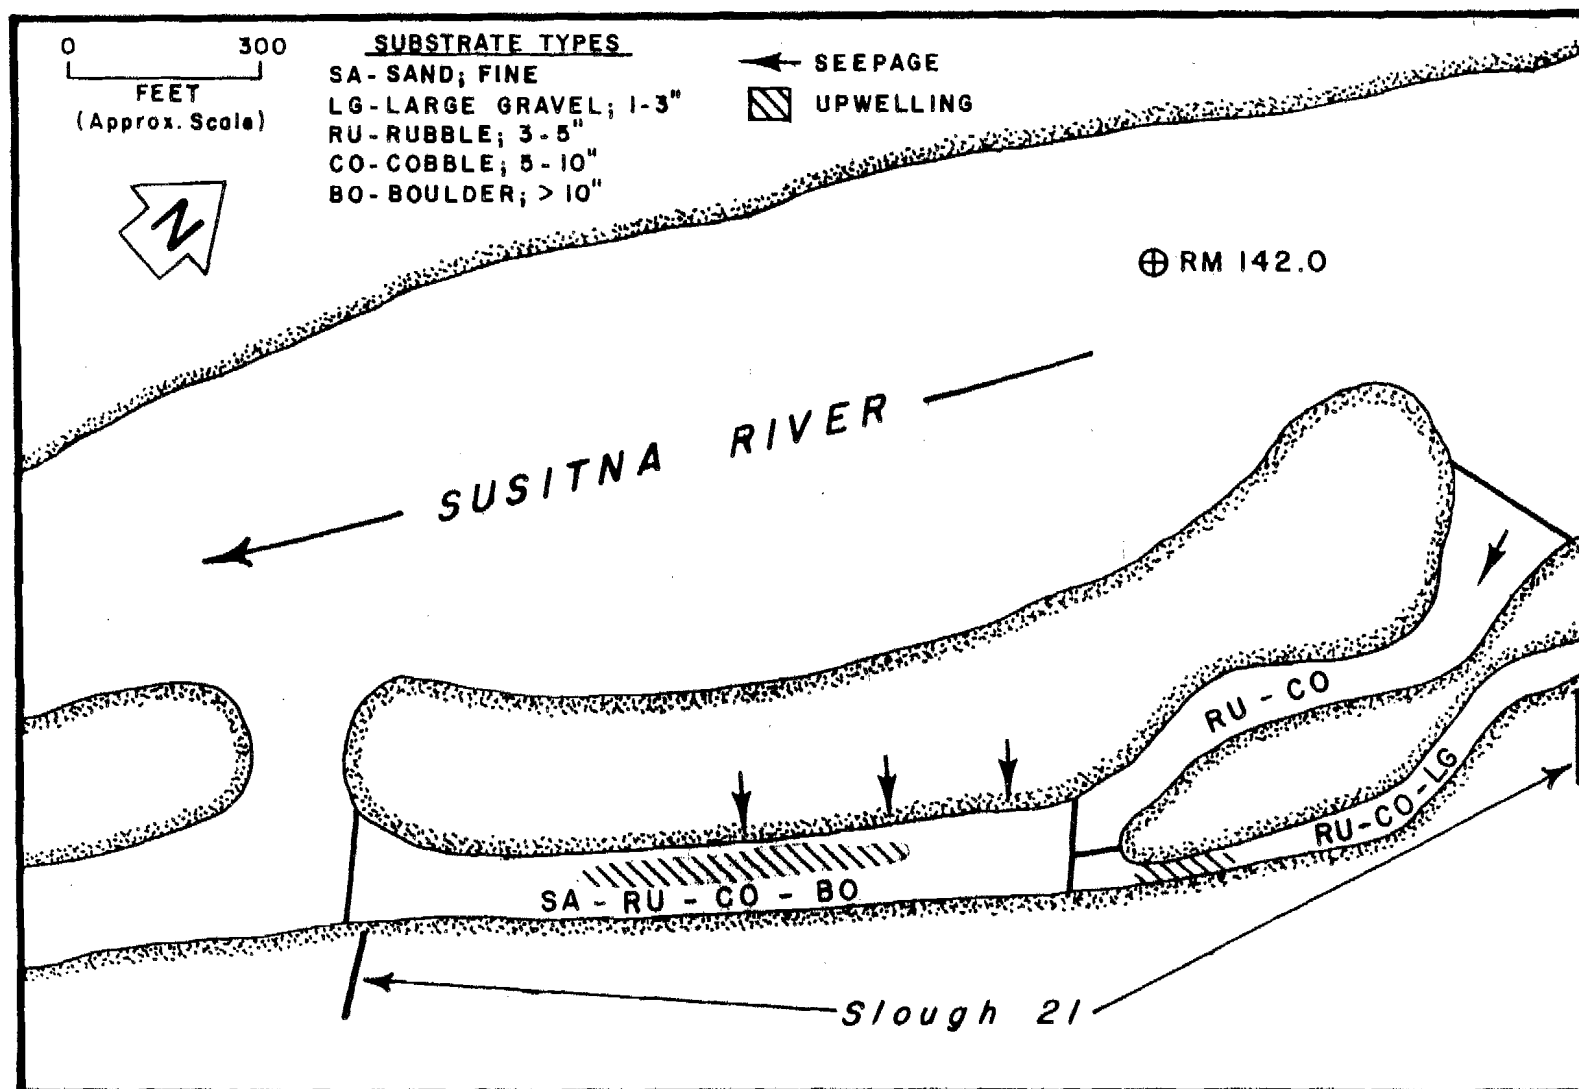 0 300
FEET
(Approx. Scale)
N
SUBSTRATE TYPES
SA-SAND; FINE
LG-LARGE GRAVEL; 1-3"
RU-RUBBLE; 3-5"
CO-COBBLE; 5-10"
BO-BOULDER; > 10"
SEEPAGE
UPWELLING
RM 142.0
SUSITNA RIVER
RU-CO
RU-CO-LG
SA-RU-CO-BO
Slough 21